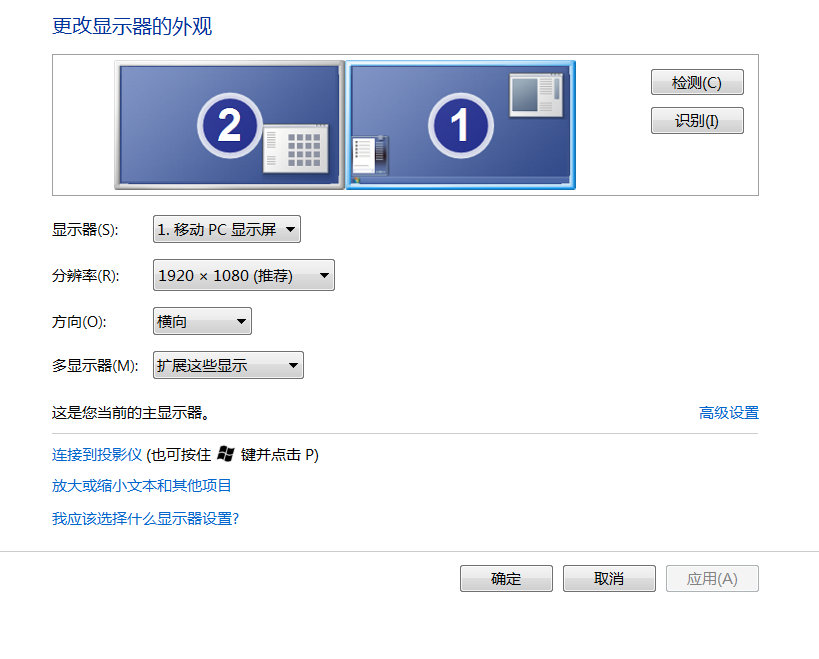 更改显示器的外观
2
1
检测(C)
识别(I)
显示器(S):
1. 移动 PC 显示屏
分辨率(R):
1920 × 1080 (推荐)
方向(O):
横向
多显示器(M):
扩展这些显示
这是您当前的主显示器。
高级设置
连接到投影仪 (也可按住 键并点击 P)
放大或缩小文本和其他项目
我应该选择什么显示器设置?
确定
取消
应用(A)